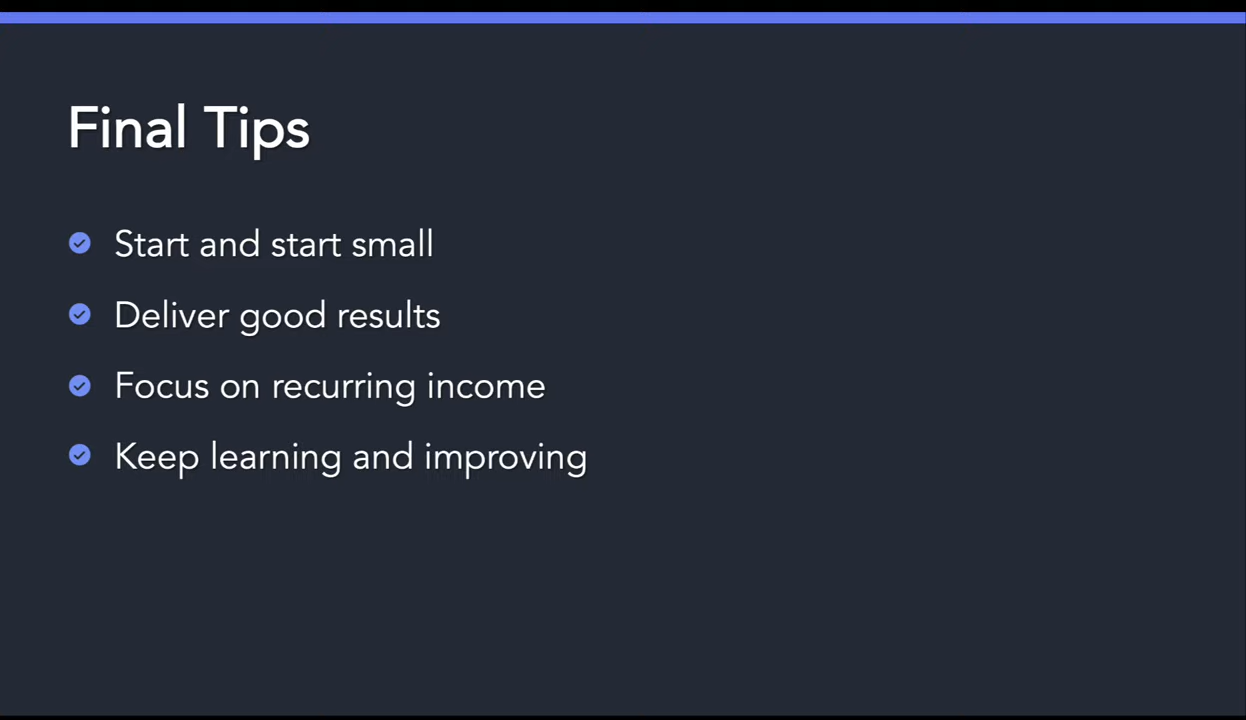 Final Tips
Start and start small
Deliver good results
Focus on recurring income
Keep learning and improving